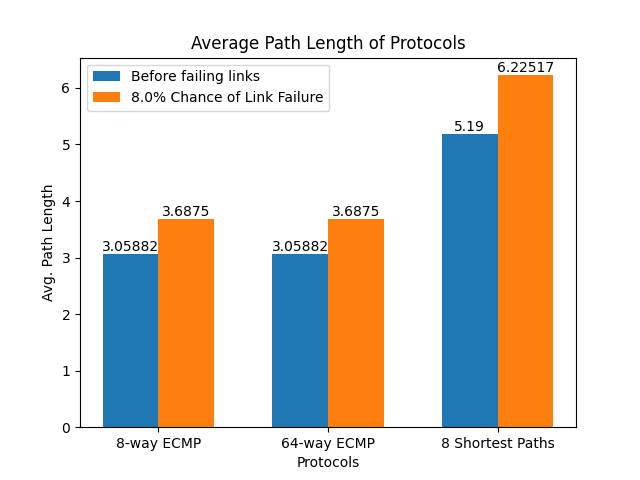 Average Path Length of Protocols
Before failing links
8.0% Chance of Link Failure
Avg. Path Length
6
5
4
3
2
1
0
3.05882
3.6875
3.05882
3.6875
5.19
6.22517
8-way ECMP
64-way ECMP
8 Shortest Paths
Protocols